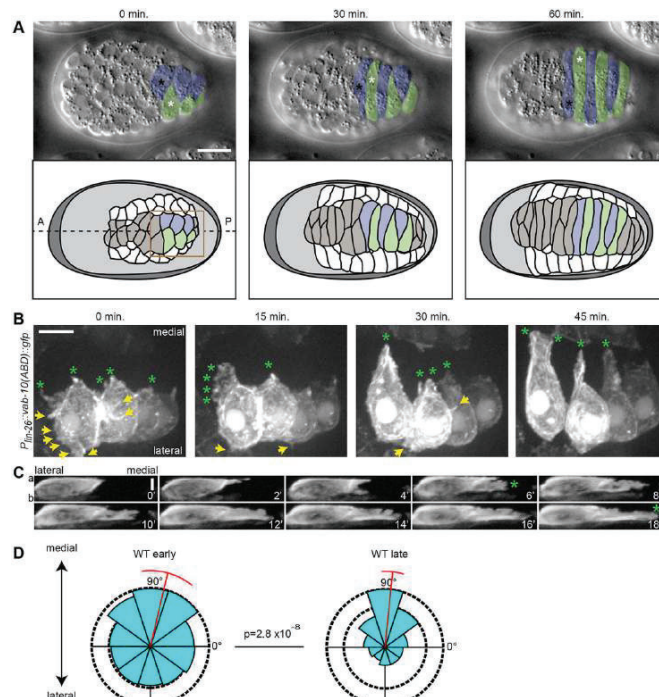 A
0 min.
30 min.
60 min.
*
*
*
*
*
*
A
P
B
0 min.
15 min.
30 min.
45 min.
Plin-26::vab-10(ABD)::gfp
medial
lateral
C
lateral
medial
a
b
0'
2'
4'
6'
8'
10'
12'
14'
16'
18'
D
medial
lateral
WT early
90°
0°
p=2.8 x10⁻⁸
WT late
90°
0°